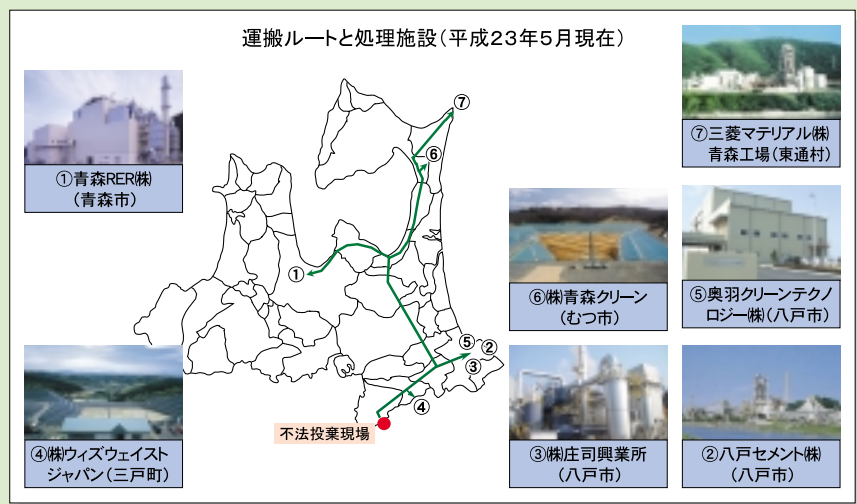 運搬ルートと処理施設(平成23年5月現在)
①青森RER㈱
(青森市)
⑦三菱マテリアル㈱
青森工場(東通村)
⑥㈱青森クリーン
(むつ市)
⑤奥羽クリーンテクノ
ロジー㈱(八戸市)
④㈱ウィズウェイスト
ジャパン(三戸町)
③㈱庄司興業所
(八戸市)
②八戸セメント㈱
(八戸市)
⑦
⑥
①
⑤
②
③
④
不法投棄現場